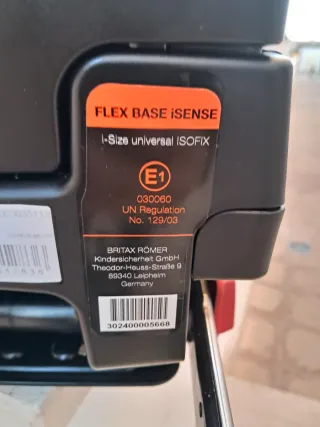 FLEX BASE iSENSE
i-Size universal ISOFIX
E1
030060
UN Regulation
No. 129/03
BRITAX RÖMER
Kindersicherheit GmbH
Theodor-Heuss-Straße 9
89340 Leipheim
Germany
302400005668